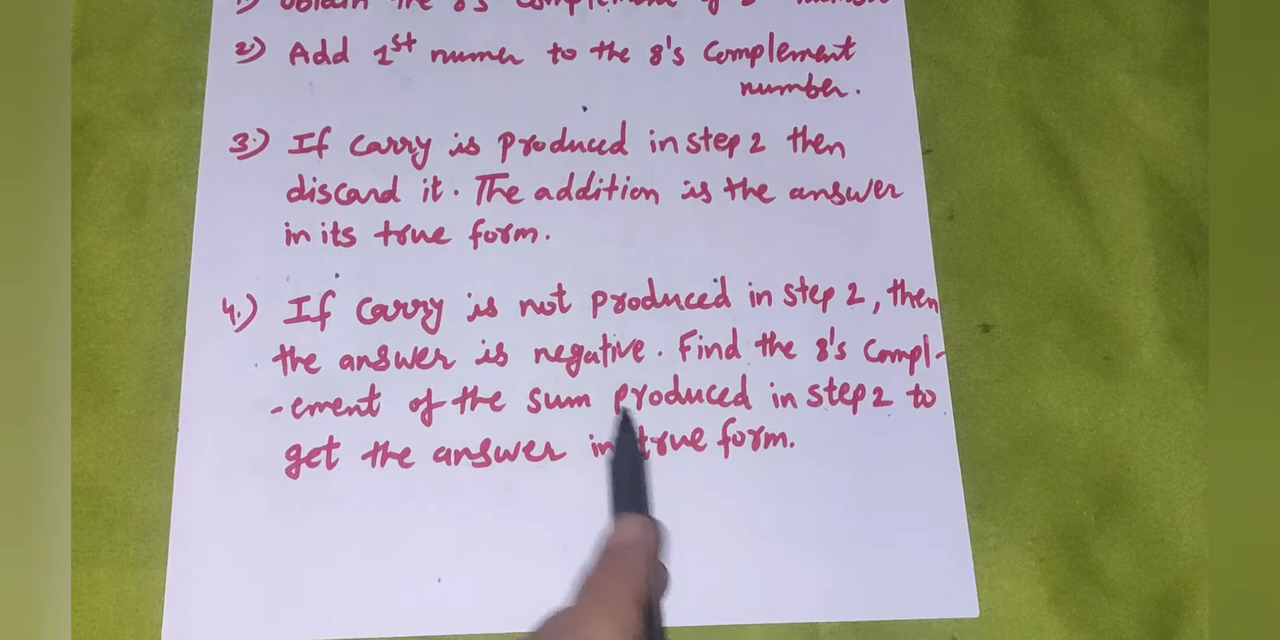 2) Add 1st numer to the 8's Complement
number.
3.) If carry is produced in step 2 then
discard it. The addition is the answer
in its true form.
4.) If carry is not produced in step 2, then
the answer is negative. Find the 8's Compl-
-ement of the sum produced in step 2 to
get the answer in true form.